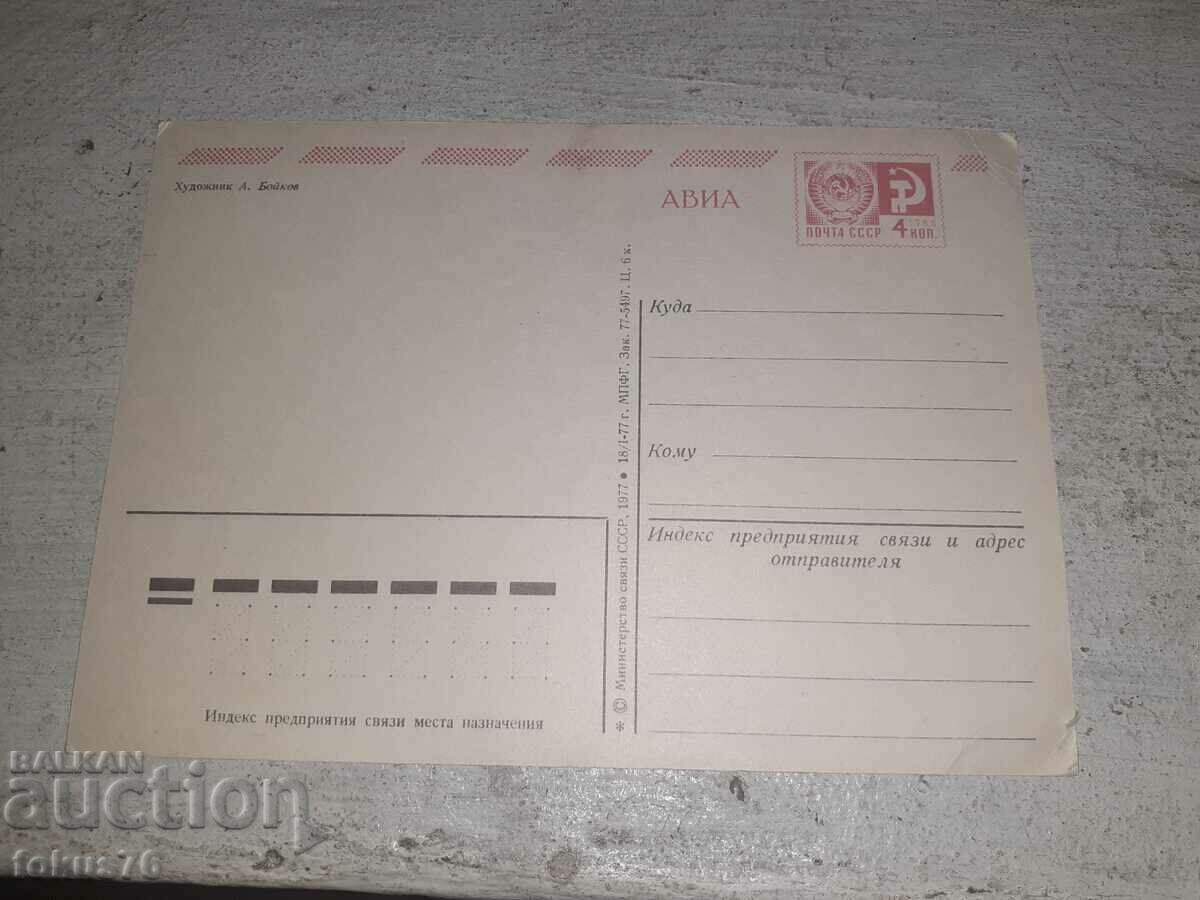 Художник А. Бойков
АВИА
ПОЧТА СССР
4 КОП.
Куда
Кому
Индекс предприятия связи и адрес
отправителя
* © Министерство связи СССР, 1977 • 18/I-77 г. МПФГ. Зак. 77-5497. Ц. 6 к.
Индекс предприятия связи места назначения
BALKAN
auction
fokus76